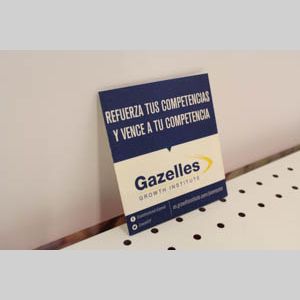 REFUERZA TUS COMPETENCIAS
Y VENCE A TU COMPETENCIA
Gazelles
GROWTH INSTITUTE